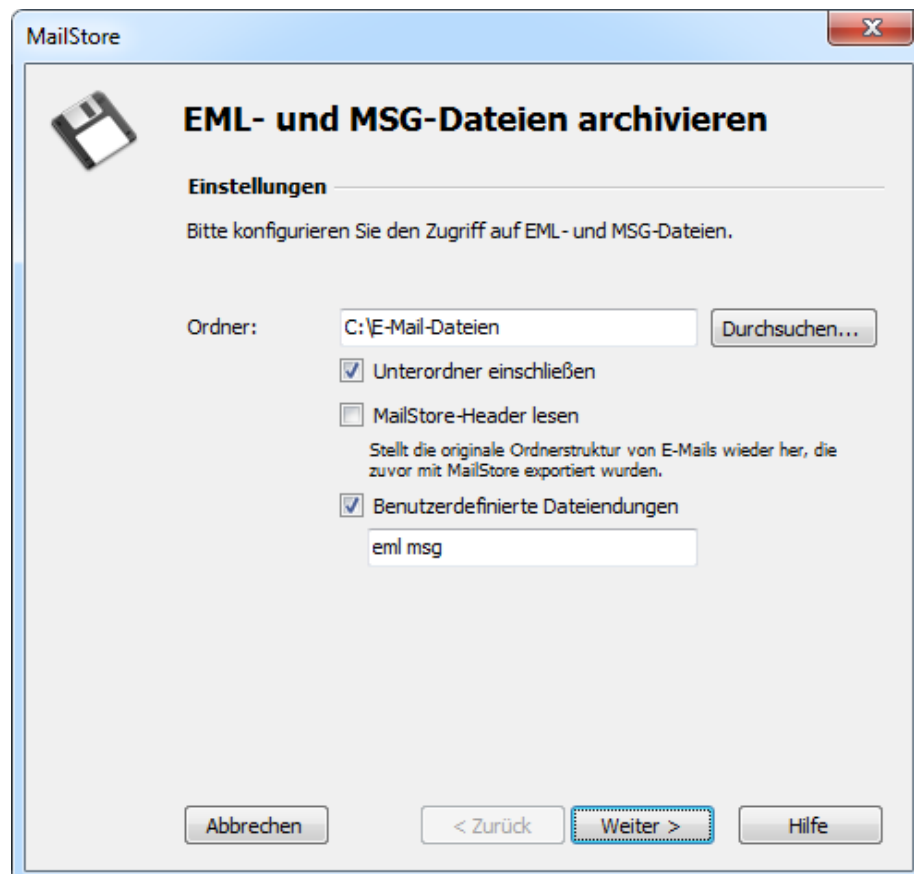 MailStore
EML- und MSG-Dateien archivieren
Einstellungen
Bitte konfigurieren Sie den Zugriff auf EML- und MSG-Dateien.
Ordner:
C:\E-Mail-Dateien
Durchsuchen...
Unterordner einschließen
MailStore-Header lesen
Stellt die originale Ordnerstruktur von E-Mails wieder her, die
zuvor mit MailStore exportiert wurden.
Benutzerdefinierte Dateiendungen
eml msg
Abbrechen
< Zurück
Weiter >
Hilfe